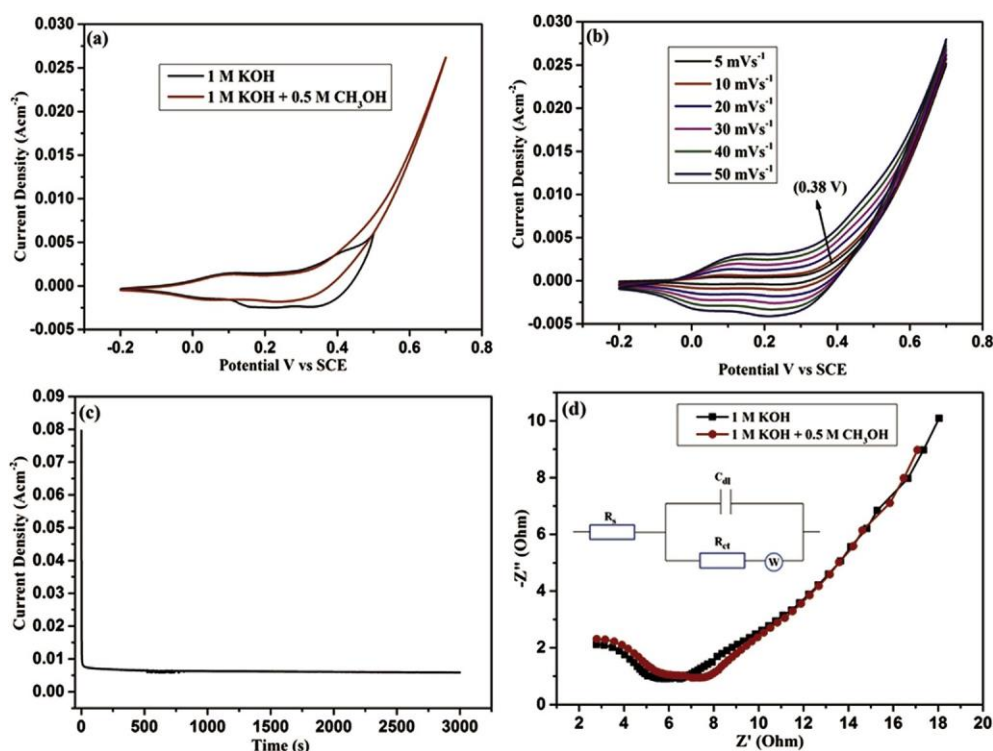 (a)
1 M KOH
1 M KOH + 0.5 M CH₃OH
0.030
0.025
0.020
0.015
0.010
0.005
0.000
-0.005
Current Density (Acm⁻²)
-0.2 0.0 0.2 0.4 0.6 0.8
Potential V vs SCE
(b)
5 mVs⁻¹
10 mVs⁻¹
20 mVs⁻¹
30 mVs⁻¹
40 mVs⁻¹
50 mVs⁻¹
(0.38 V)
0.030
0.025
0.020
0.015
0.010
0.005
0.000
-0.005
Current Density (Acm⁻²)
-0.2 0.0 0.2 0.4 0.6 0.8
Potential V vs SCE
(c)
0.09
0.08
0.07
0.06
0.05
0.04
0.03
0.02
0.01
0.00
Current Density (Acm⁻²)
0 500 1000 1500 2000 2500 3000
Time (s)
(d)
1 M KOH
1 M KOH + 0.5 M CH₃OH
C_dl
R_s
R_ct
W
10
8
6
4
2
0
-Z" (Ohm)
2 4 6 8 10 12 14 16 18 20
Z' (Ohm)